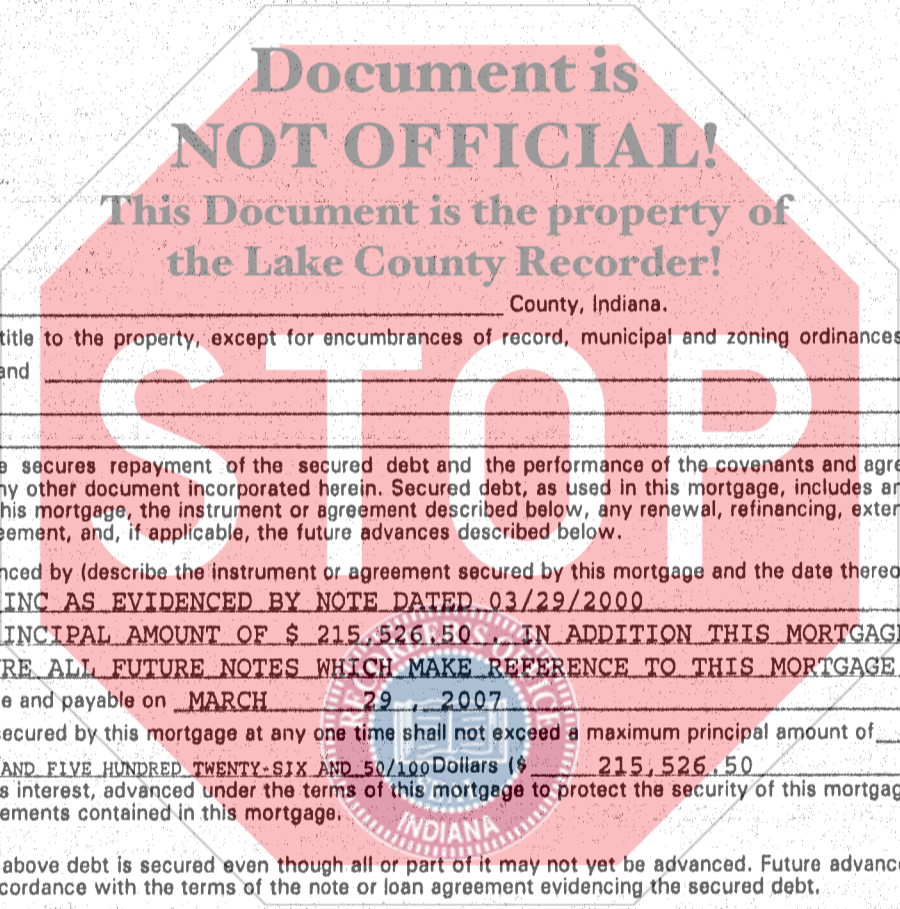 Document is
NOT OFFICIAL!
This Document is the property of
the Lake County Recorder!
County, Indiana.
title to the property, except for encumbrances of record, municipal and zoning ordinances
and
STOP
e secures repayment of the secured debt and the performance of the covenants and agre
ny other document incorporated herein. Secured debt, as used in this mortgage, includes an
his mortgage, the instrument or agreement described below, any renewal, refinancing, exten
eement, and, if applicable, the future advances described below.
nced by (describe the instrument or agreement secured by this mortgage and the date thereo
INC AS EVIDENCED BY NOTE DATED 03/29/2000
INCIPAL AMOUNT OF $ 215,526.50 . IN ADDITION THIS MORTGAG
RE ALL FUTURE NOTES WHICH MAKE REFERENCE TO THIS MORTGAGE
e and payable on MARCH 29 , 2007
secured by this mortgage at any one time shall not exceed a maximum principal amount of
AND FIVE HUNDRED TWENTY-SIX AND 50/100 Dollars ($ 215,526.50
s interest, advanced under the terms of this mortgage to protect the security of this mortgag
ements contained in this mortgage.
RECORDER'S OFFICE
INDIANA
above debt is secured even though all or part of it may not yet be advanced. Future advance
cordance with the terms of the note or loan agreement evidencing the secured debt.